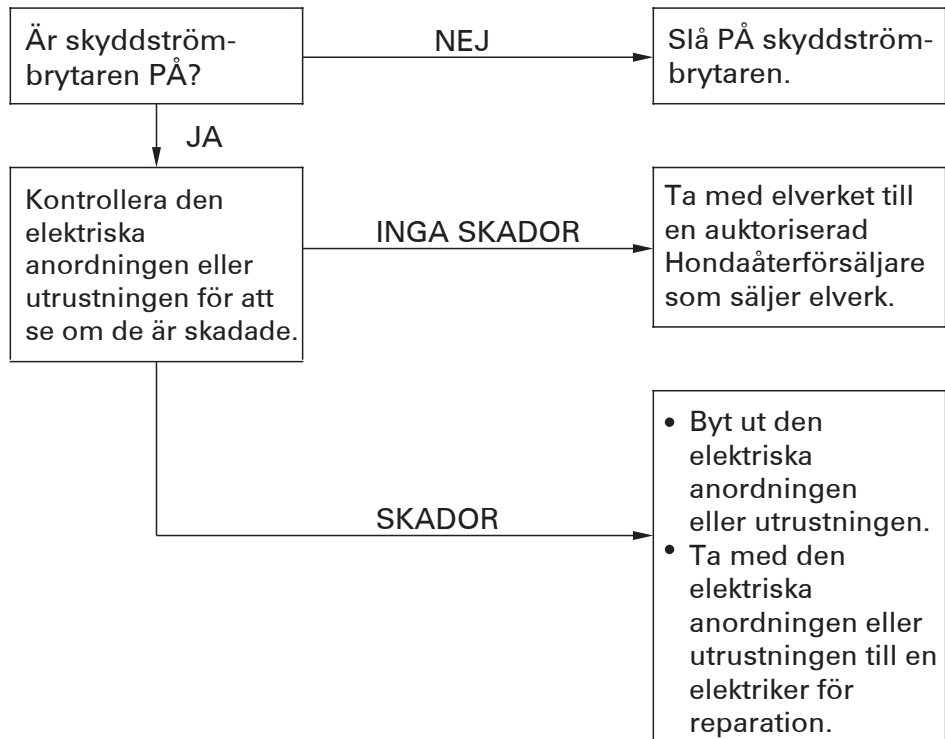 Är skyddström-
brytaren PÅ?
NEJ
Slå PÅ skyddström-
brytaren.
JA
Kontrollera den
elektriska
anordningen eller
utrustningen för att
se om de är skadade.
INGA SKADOR
Ta med elverket till
en auktoriserad
Hondaåterförsäljare
som säljer elverk.
SKADOR
• Byt ut den
elektriska
anordningen
eller utrustningen.
• Ta med den
elektriska
anordningen eller
utrustningen till en
elektriker för
reparation.